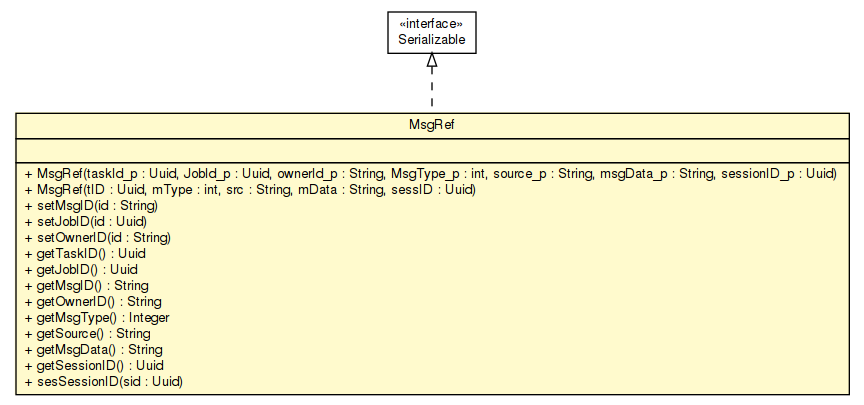 «interface»
Serializable
MsgRef
+ MsgRef(taskId_p : Uuid, JobId_p : Uuid, ownerId_p : String, MsgType_p : int, source_p : String, msgData_p : String, sessionID_p : Uuid)
+ MsgRef(tID : Uuid, mType : int, src : String, mData : String, sessID : Uuid)
+ setMsgID(id : String)
+ setJobID(id : Uuid)
+ setOwnerID(id : String)
+ getTaskID() : Uuid
+ getJobID() : Uuid
+ getMsgID() : String
+ getOwnerID() : String
+ getMsgType() : Integer
+ getSource() : String
+ getMsgData() : String
+ getSessionID() : Uuid
+ sesSessionID(sid : Uuid)